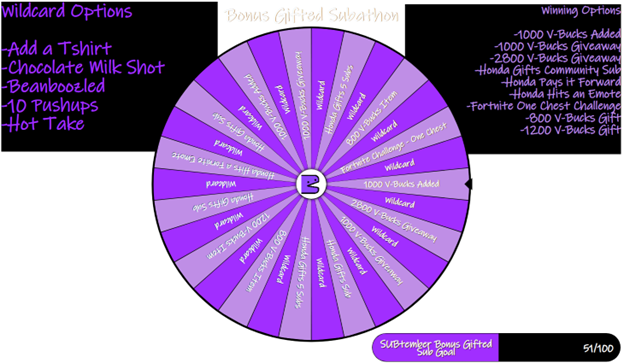 Wildcard Options
-Add a Tshirt
-Chocolate Milk Shot
-Beanboozled
-10 Pushups
-Hot Take
Bonus Gifted Subathon
Winning Options
-1000 V-Bucks Added
-1000 V-Bucks Giveaway
-2800 V-Bucks Giveaway
-Honda Gifts Community Sub
-Honda Pays it Forward
-Honda Hits an Emote
-Fortnite One Chest Challenge
-800 V-Bucks Gift
-1200 V-Bucks Gift
Wildcard
Honda Gifts 5 Subs
Wildcard
800 V-Bucks Item
Wildcard
Fortnite Challenge - One Chest
Wildcard
1000 V-Bucks Added
Wildcard
2800 V-Bucks Giveaway
Wildcard
1000 V-Bucks Giveaway
Wildcard
Honda Gifts Sub
Wildcard
Honda Gifts 5 Subs
Wildcard
800 V-Bucks Item
Wildcard
1200 V-Bucks Item
Wildcard
Honda Gifts Sub
Wildcard
Honda Hits a Fornite Emote
Wildcard
Honda Gifts Sub
Wildcard
1000 V-Bucks Added
Wildcard
1000 V-Bucks Giveaway
SUBtember Bonus Gifted
Sub Goal
51/100